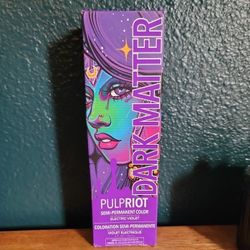 DARK MATTER
PULPRIOT
SEMI-PERMANENT COLOR
ELECTRIC VIOLET
COLORATION SEMI-PERMANENTE
VIOLET ÉLECTRIQUE